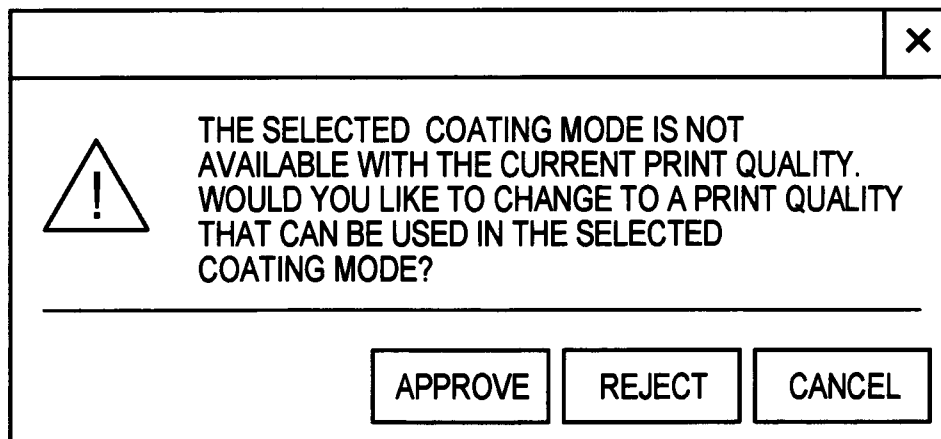 ×
THE SELECTED COATING MODE IS NOT
AVAILABLE WITH THE CURRENT PRINT QUALITY.
WOULD YOU LIKE TO CHANGE TO A PRINT QUALITY
THAT CAN BE USED IN THE SELECTED
COATING MODE?
!
APPROVE REJECT CANCEL